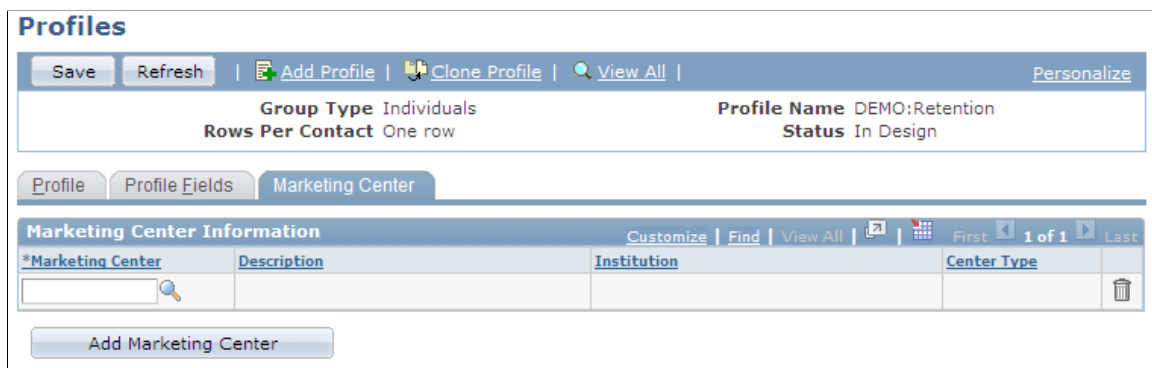 Profiles
Save Refresh | Add Profile | Clone Profile | View All | Personalize
Group Type Individuals Profile Name DEMO:Retention
Rows Per Contact One row Status In Design
Profile Profile Fields Marketing Center
Marketing Center Information Customize | Find | View All | | First 1 of 1 Last
*Marketing Center Description Institution Center Type
Add Marketing Center